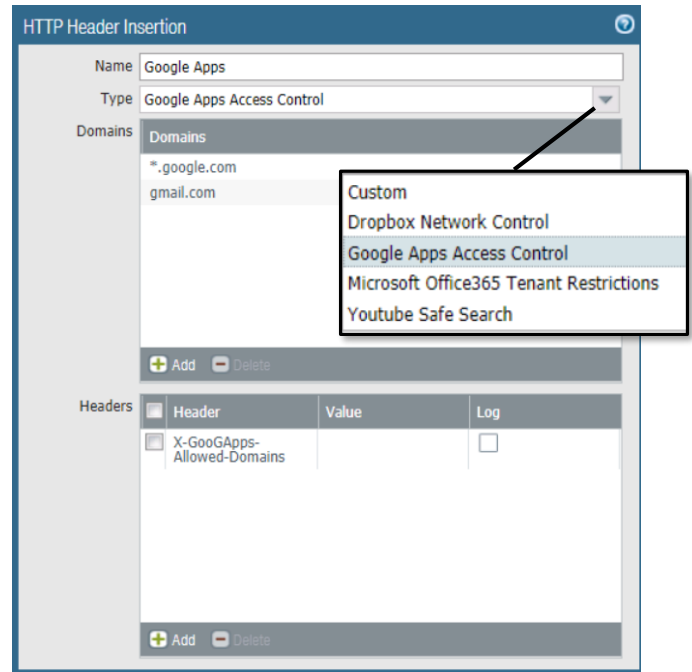 HTTP Header Insertion
Name Google Apps
Type Google Apps Access Control
Domains
Domains
*.google.com
gmail.com
Custom
Dropbox Network Control
Google Apps Access Control
Microsoft Office365 Tenant Restrictions
Youtube Safe Search
Add Delete
Headers
Header Value Log
X-GooGApps-
Allowed-Domains
Add Delete